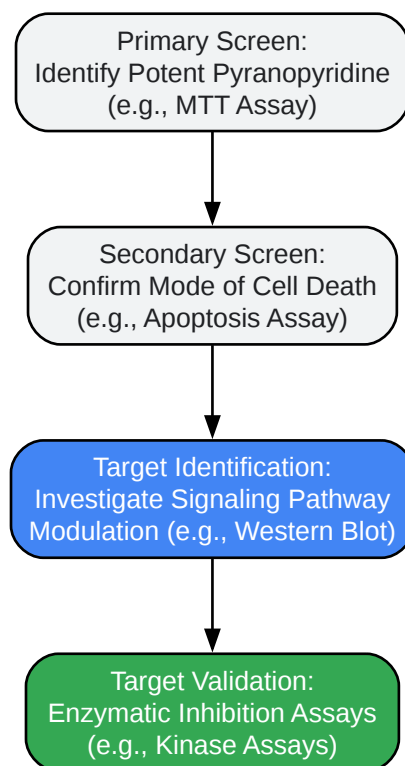 Primary Screen:
Identify Potent Pyranopyridine
(e.g., MTT Assay)
Secondary Screen:
Confirm Mode of Cell Death
(e.g., Apoptosis Assay)
Target Identification:
Investigate Signaling Pathway
Modulation (e.g., Western Blot)
Target Validation:
Enzymatic Inhibition Assays
(e.g., Kinase Assays)